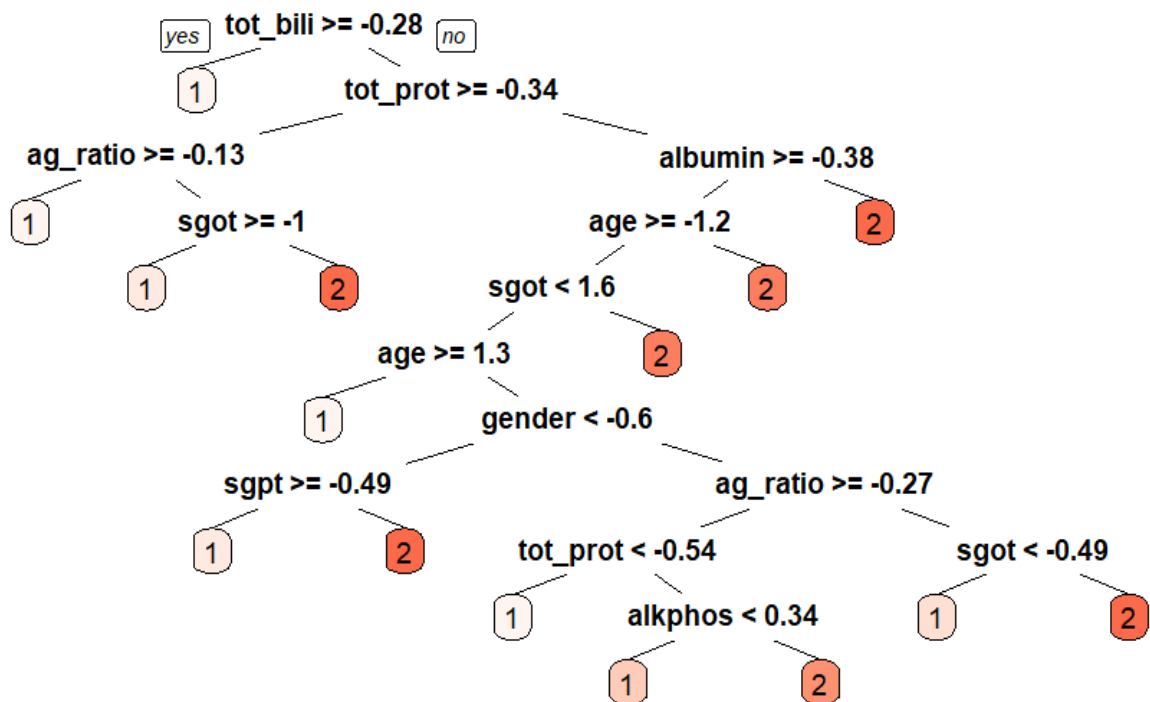 yes tot_bili >= -0.28 no
1 tot_prot >= -0.34
ag_ratio >= -0.13 albumin >= -0.38
1 sgot >= -1 age >= -1.2 2
1 2 sgot < 1.6 2
age >= 1.3 2
1 gender < -0.6
sgpt >= -0.49 ag_ratio >= -0.27
1 2 tot_prot < -0.54 sgot < -0.49
1 alkphos < 0.34 1 2
1 2